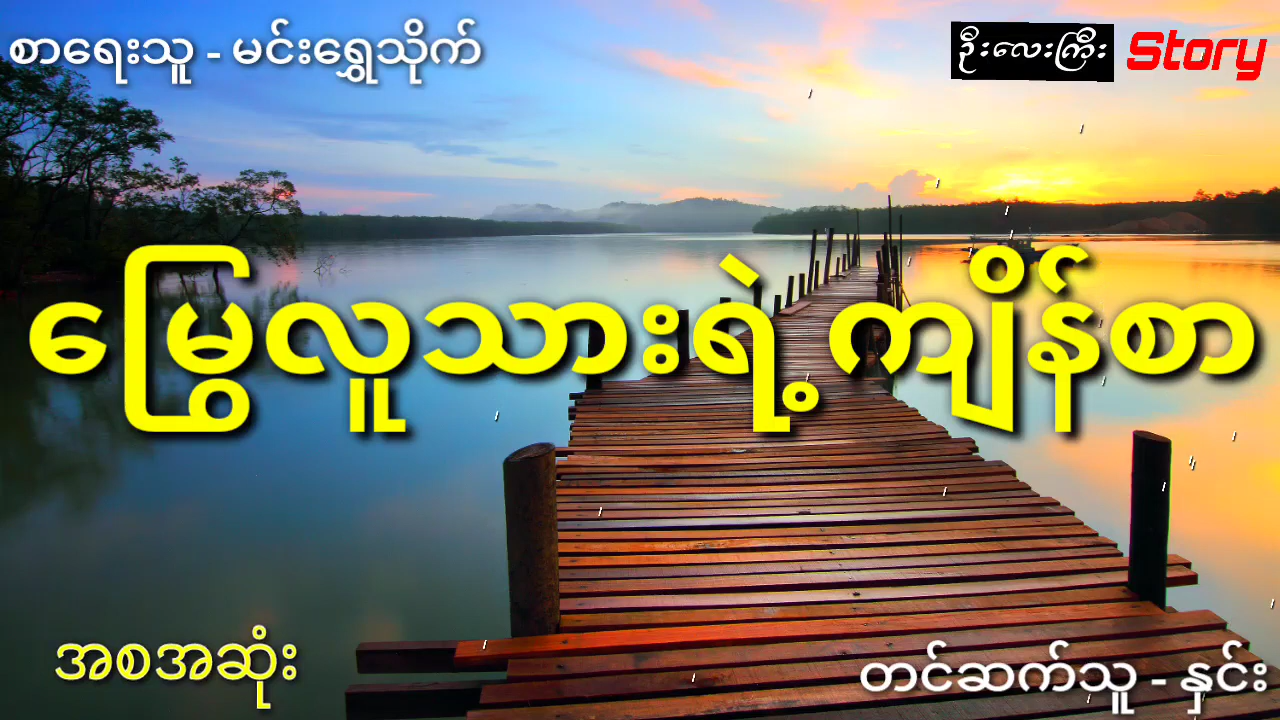 စာရေးသူ - မင်းရွှေသိုက်
ဦးလေးကြီး Story
မြွေလူသားရဲ့ကျိန်စာ
အစအဆုံး
တင်ဆက်သူ - နှင်း